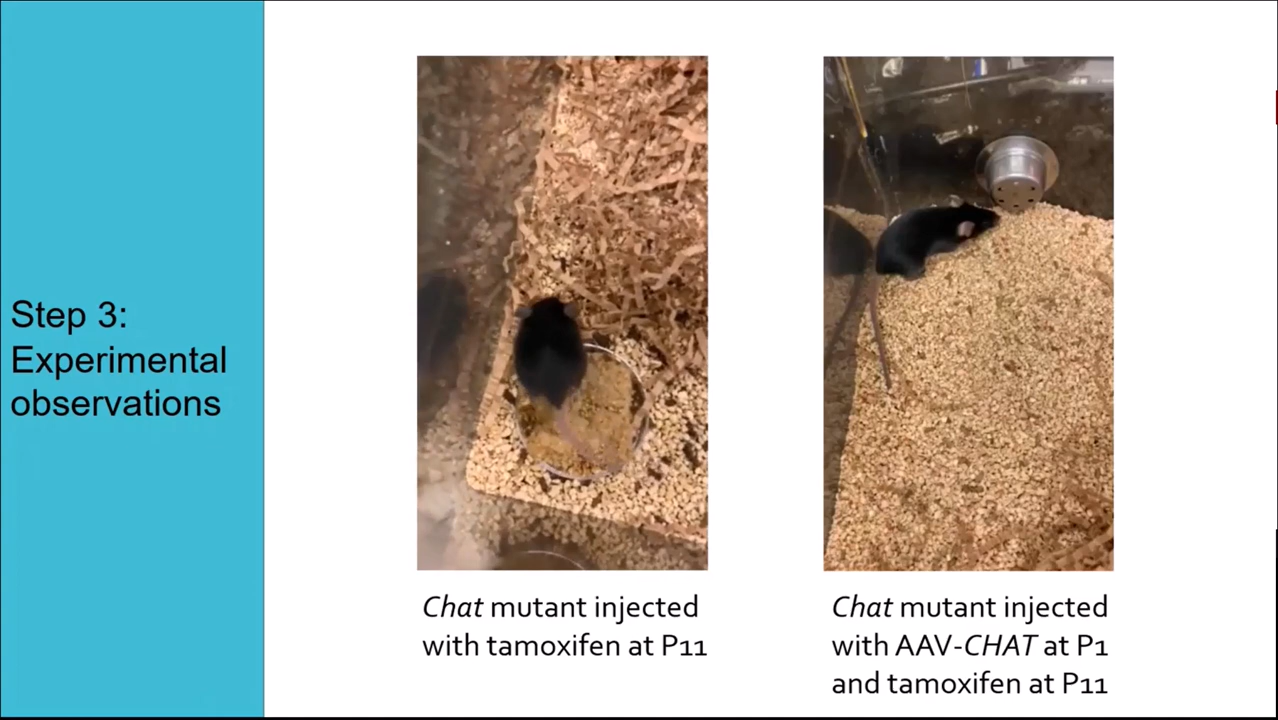 Step 3:
Experimental
observations
Chat mutant injected
with tamoxifen at P11
Chat mutant injected
with AAV-CHAT at P1
and tamoxifen at P11